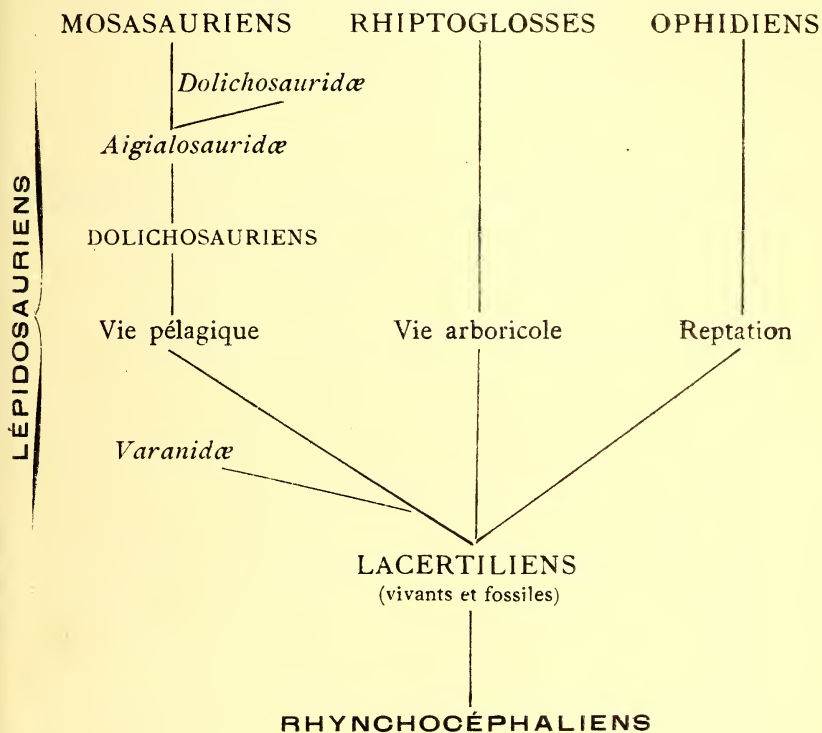 MOSASAURIENS RHIPTOGLOSSES OPHIDIENS
Dolichosauridæ
Aigialosauridæ
LÉPIDOSAURIENS
DOLICHOSAURIENS
Vie pélagique Vie arboricole Reptation
Varanidæ
LACERTILIENS
(vivants et fossiles)
RHYNCHOCÉPHALIENS